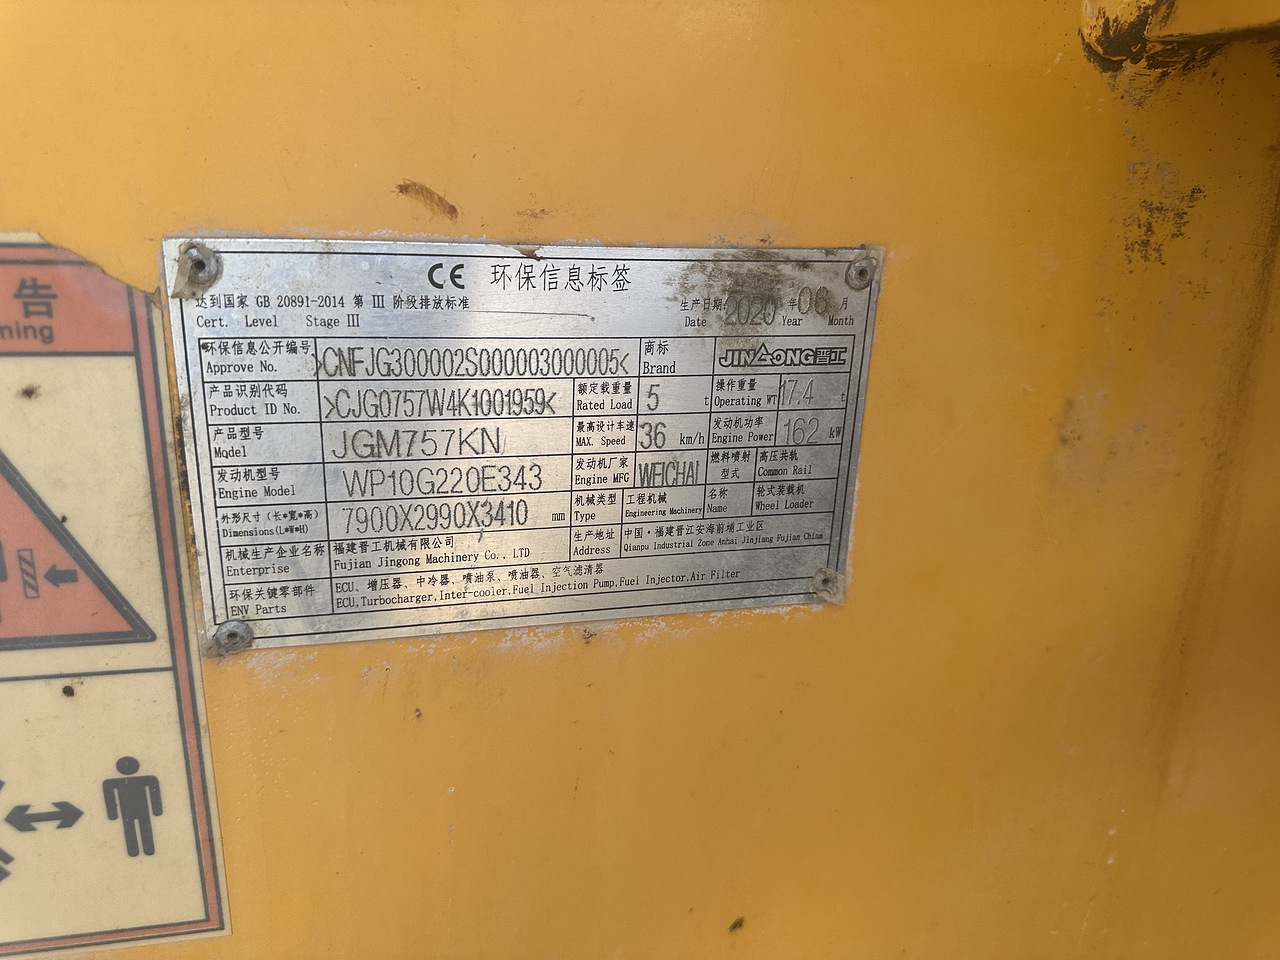 告
ning
CE 环保信息标签
达到国家 GB 20891-2014 第 III 阶段排放标准
Cert. Level Stage III
生产日期: 2020 年 06 月
Date Year Month
环保信息公开编号 >CNFJG300002S000003000005< 商标 JINGONG晋工
Approve No. Brand
产品识别代码 >CJG0757W4K1001959< 额定载重量 5 t 操作重量 17.4 t
Product ID No. Rated Load Operating WT
产品型号 JGM757KN 最高设计车速 36 km/h 发动机功率 162 kW
Model MAX. Speed Engine Power
发动机型号 WP10G220E343 发动机厂家 WEICHAI 燃料喷射 高压共轨
Engine Model Engine MFG 型式 Common Rail
外形尺寸(长*宽*高) 7900X2990X3410 mm 机械类型 工程机械 名称 轮式装载机
Dimensions(L*W*H) Type Engineering Machinery Name Wheel Loader
机械生产企业名称 福建晋工机械有限公司 生产地址 中国·福建晋江安海前埔工业区
Enterprise Fujian Jingong Machinery Co., LTD Address Qianpu Industrial Zone Anhai Jinjiang Fujian China
环保关键零部件 ECU、增压器、中冷器、喷油泵、喷油器、空气滤清器
ENV Parts ECU,Turbocharger,Inter-cooler,Fuel Injection Pump,Fuel Injector,Air Filter